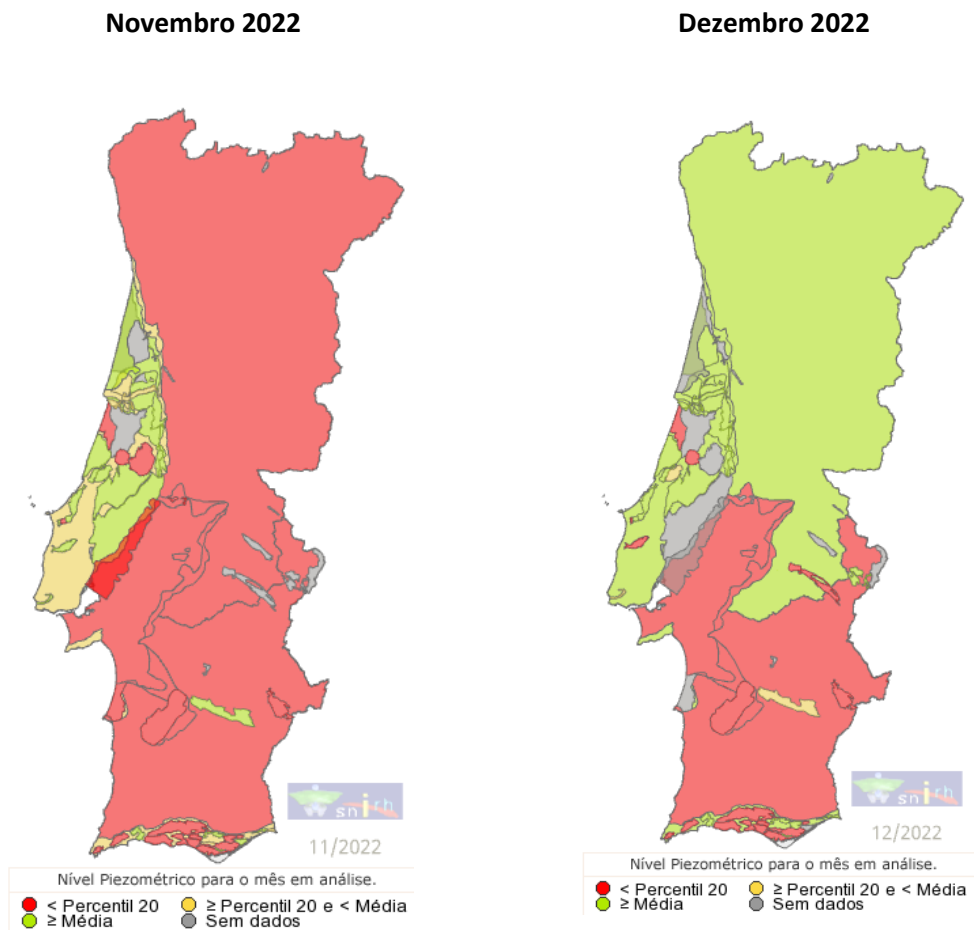 Novembro 2022
Dezembro 2022
snirh
11/2022
Nível Piezométrico para o mês em análise.
< Percentil 20
≥ Percentil 20 e < Média
≥ Média
Sem dados
snirh
12/2022
Nível Piezométrico para o mês em análise.
< Percentil 20
≥ Percentil 20 e < Média
≥ Média
Sem dados